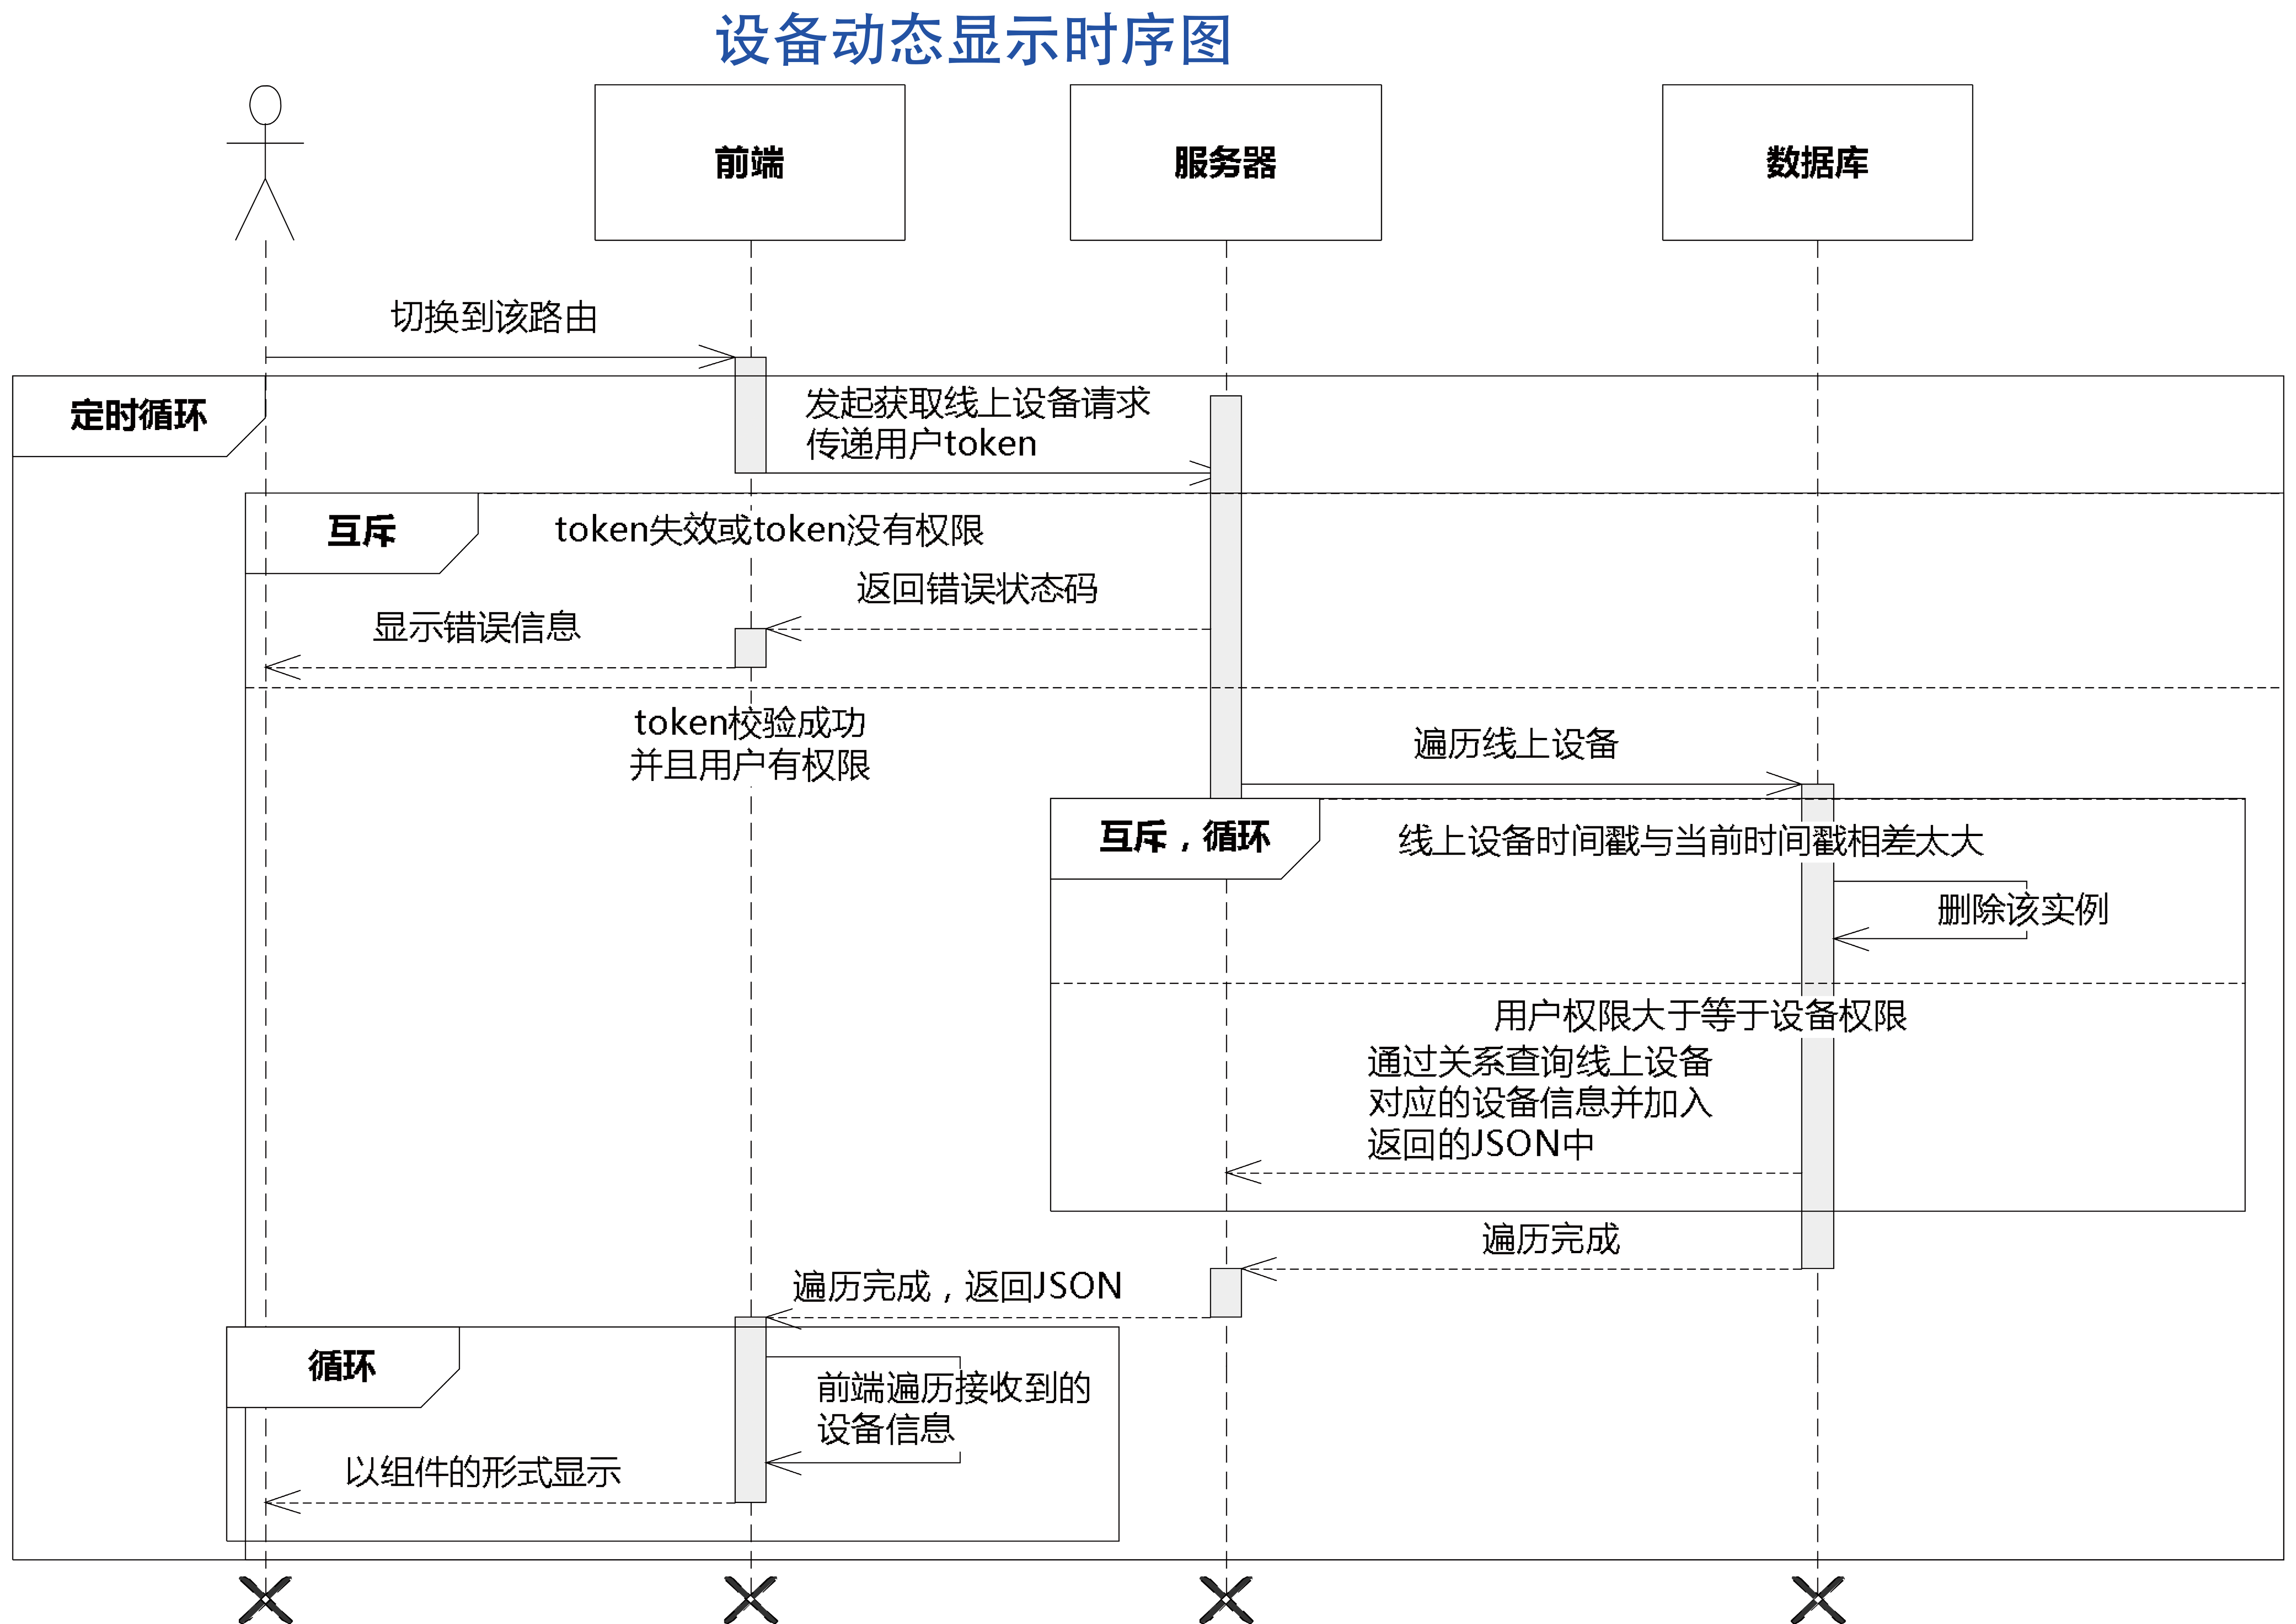 设备动态显示时序图
前端
服务器
数据库
切换到该路由
定时循环
发起获取线上设备请求
传递用户token
互斥
token失效或token没有权限
返回错误状态码
显示错误信息
token校验成功
并且用户有权限
遍历线上设备
互斥，循环
线上设备时间戳与当前时间戳相差太大
删除该实例
用户权限大于等于设备权限
通过关系查询线上设备
对应的设备信息并加入
返回的JSON中
遍历完成
遍历完成，返回JSON
循环
前端遍历接收到的
设备信息
以组件的形式显示